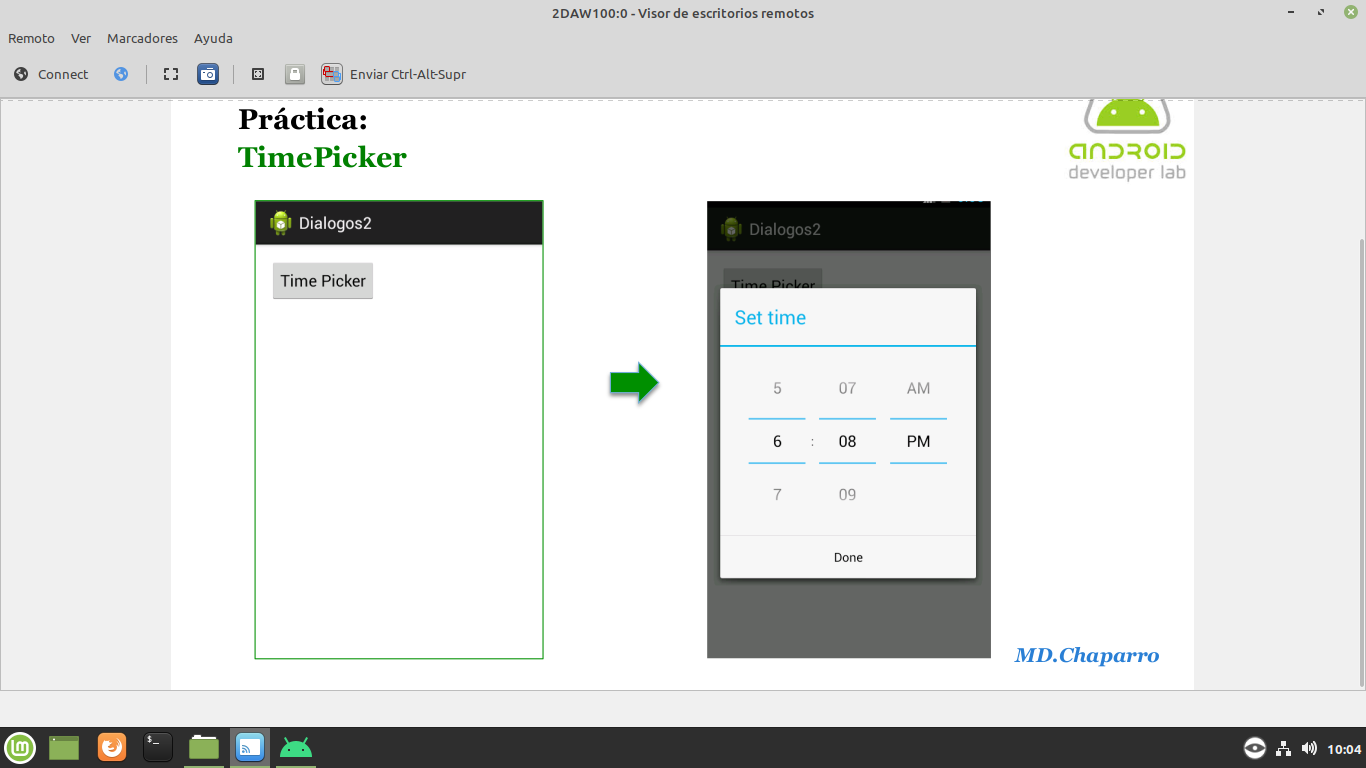 2DAW100:0 - Visor de escritorios remotos
Remoto Ver Marcadores Ayuda
Connect Enviar Ctrl-Alt-Supr
Práctica:
TimePicker
ANDROID
developer lab
Dialogos2
Time Picker
Dialogos2
Time Picker
Set time
5 07 AM
6 : 08 PM
7 09
Done
MD.Chaparro
10:04